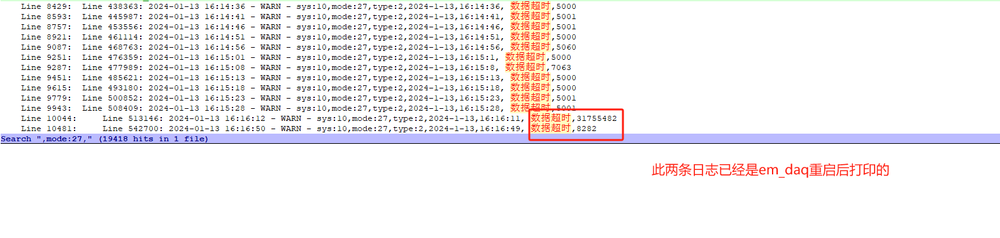 Line 8429:  Line 438363: 2024-01-13 16:14:36 - WARN - sys:10,mode:27,type:2,2024-1-13,16:14:36, 数据超时,5000
Line 8593:  Line 445987: 2024-01-13 16:14:41 - WARN - sys:10,mode:27,type:2,2024-1-13,16:14:41, 数据超时,5001
Line 8757:  Line 453556: 2024-01-13 16:14:46 - WARN - sys:10,mode:27,type:2,2024-1-13,16:14:46, 数据超时,5001
Line 8921:  Line 461114: 2024-01-13 16:14:51 - WARN - sys:10,mode:27,type:2,2024-1-13,16:14:51, 数据超时,5000
Line 9087:  Line 468763: 2024-01-13 16:14:56 - WARN - sys:10,mode:27,type:2,2024-1-13,16:14:56, 数据超时,5060
Line 9251:  Line 476359: 2024-01-13 16:15:01 - WARN - sys:10,mode:27,type:2,2024-1-13,16:15:1, 数据超时,5000
Line 9287:  Line 477989: 2024-01-13 16:15:08 - WARN - sys:10,mode:27,type:2,2024-1-13,16:15:8, 数据超时,7063
Line 9451:  Line 485621: 2024-01-13 16:15:13 - WARN - sys:10,mode:27,type:2,2024-1-13,16:15:13, 数据超时,5000
Line 9615:  Line 493180: 2024-01-13 16:15:18 - WARN - sys:10,mode:27,type:2,2024-1-13,16:15:18, 数据超时,5000
Line 9779:  Line 500852: 2024-01-13 16:15:23 - WARN - sys:10,mode:27,type:2,2024-1-13,16:15:23, 数据超时,5001
Line 9943:  Line 508409: 2024-01-13 16:15:28 - WARN - sys:10,mode:27,type:2,2024-1-13,16:15:28, 数据超时,5001
Line 10044:     Line 513146: 2024-01-13 16:16:12 - WARN - sys:10,mode:27,type:2,2024-1-13,16:16:11, 数据超时,31755482
Line 10481:     Line 542700: 2024-01-13 16:16:50 - WARN - sys:10,mode:27,type:2,2024-1-13,16:16:49, 数据超时,8282
Search ",mode:27," (19418 hits in 1 file)
此两条日志已经是em_daq重启后打印的